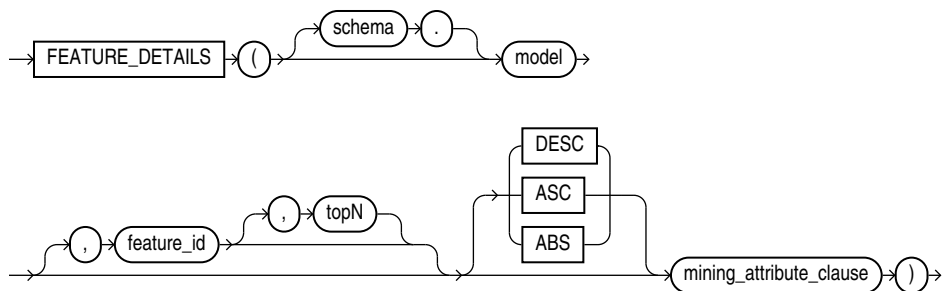 schema .
FEATURE_DETAILS ( model
DESC
, topN ASC
, feature_id ABS
mining_attribute_clause )